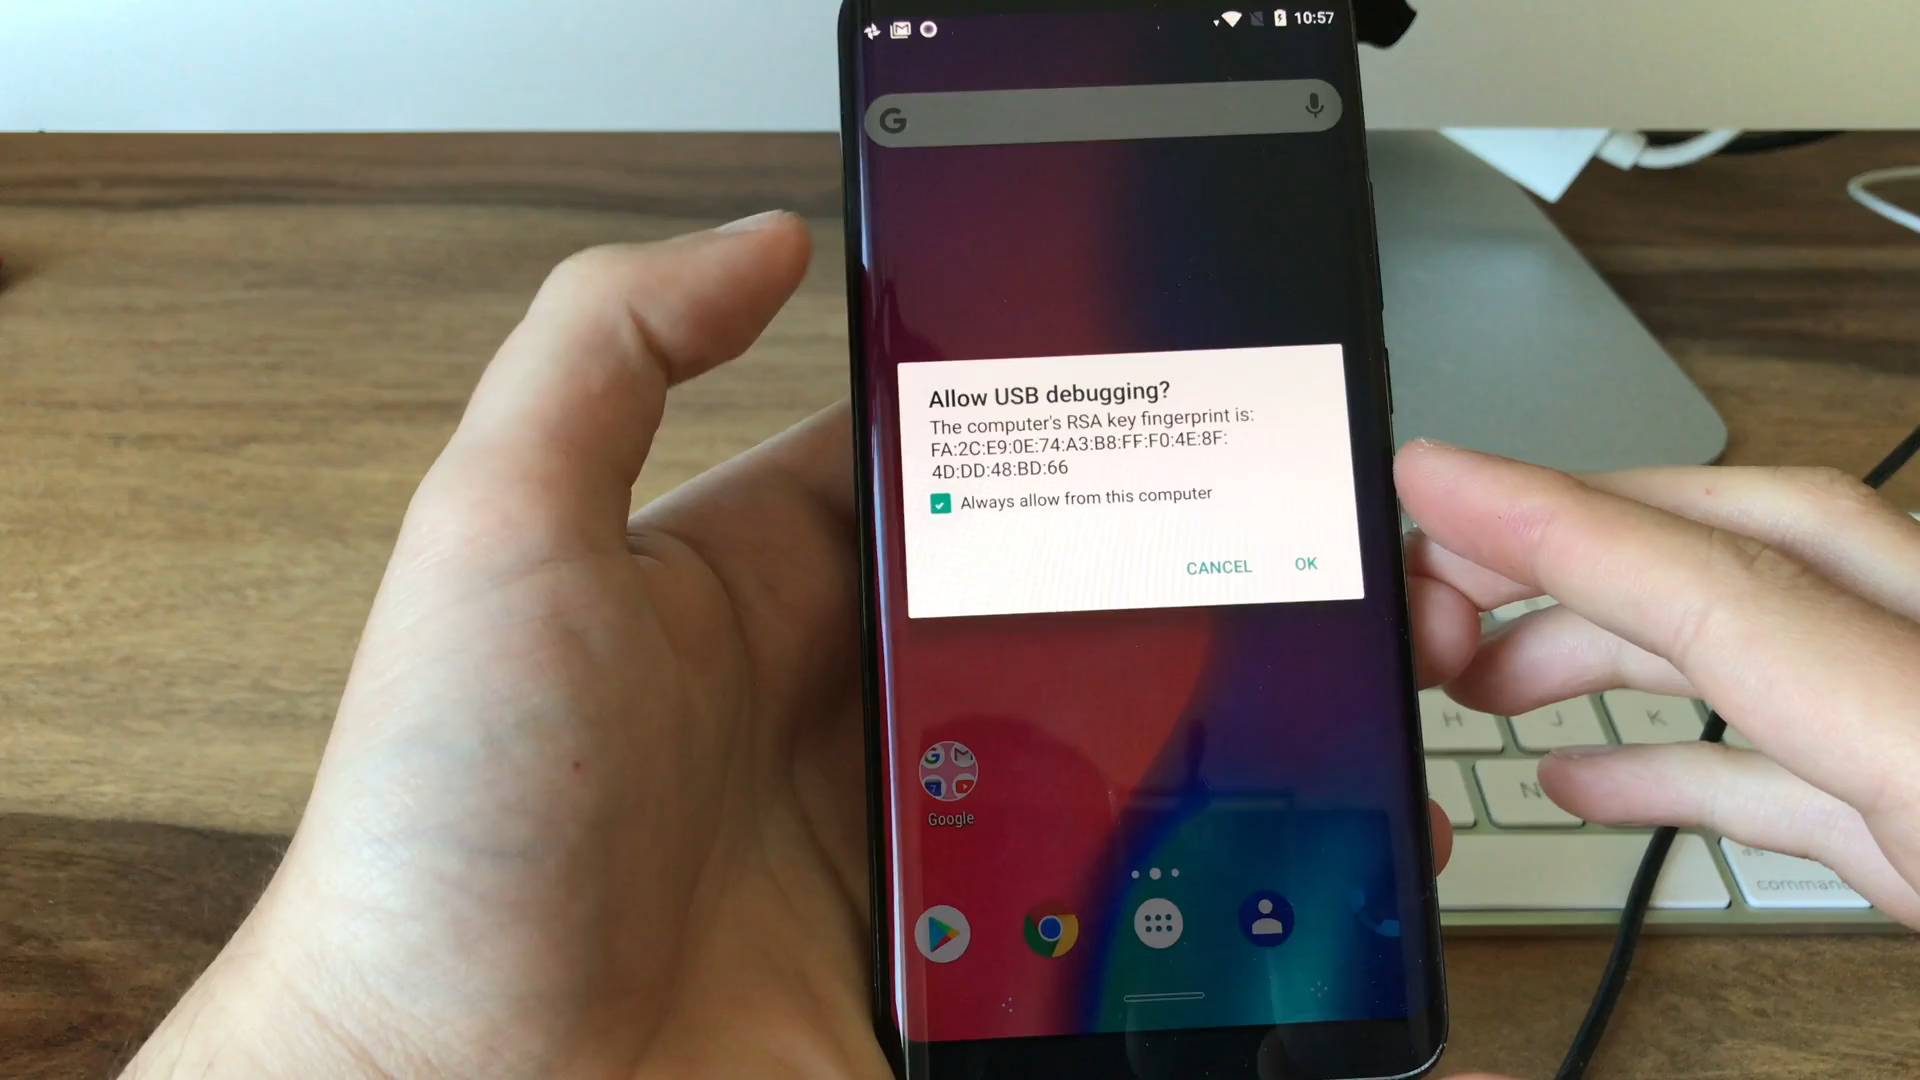 10:57
G
Allow USB debugging?
The computer's RSA key fingerprint is:
FA:2C:E9:0E:74:A3:B8:FF:F0:4E:8F:
4D:DD:48:BD:66
Always allow from this computer
CANCEL OK
Google
H J K
N
command